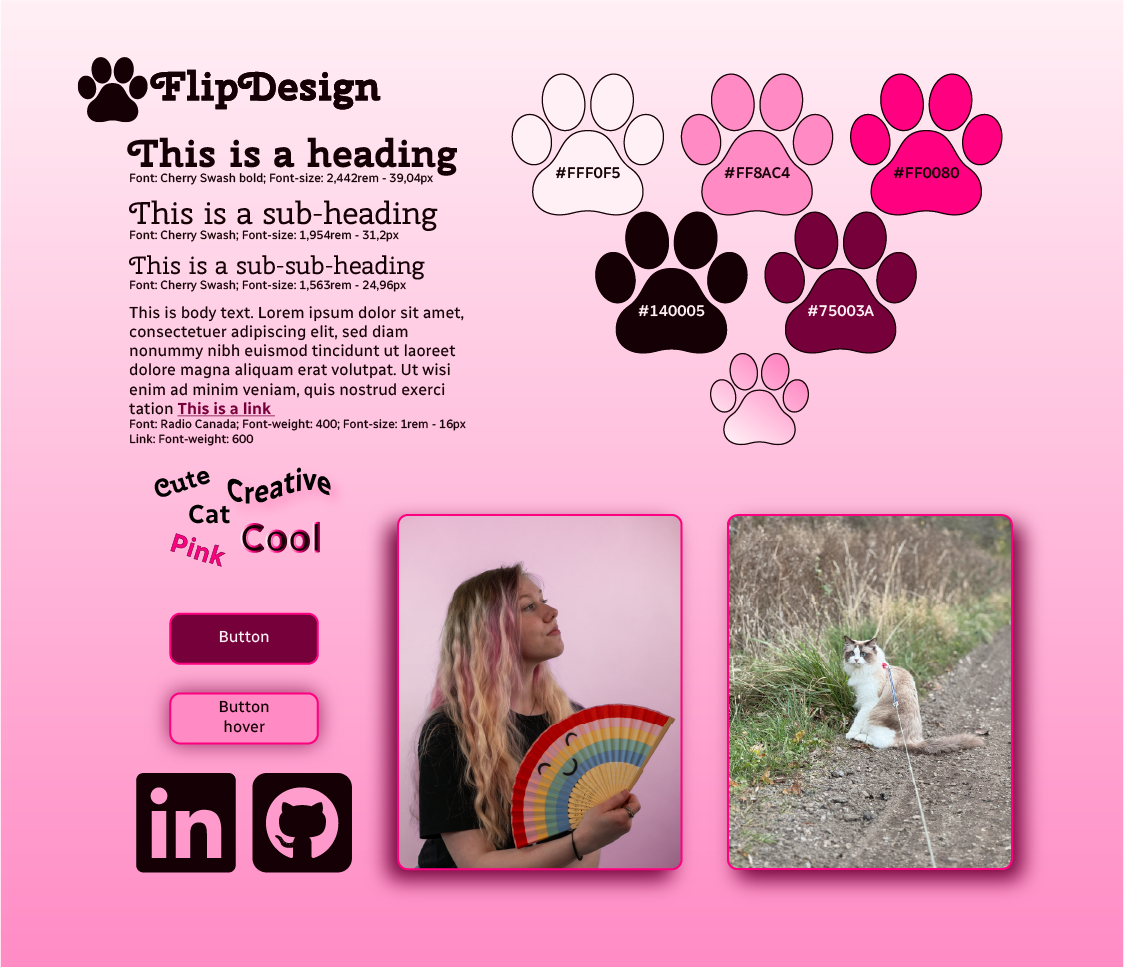 FlipDesign
This is a heading
Font: Cherry Swash bold; Font-size: 2,442rem - 39,04px
This is a sub-heading
Font: Cherry Swash; Font-size: 1,954rem - 31,2px
This is a sub-sub-heading
Font: Cherry Swash; Font-size: 1,563rem - 24,96px
This is body text. Lorem ipsum dolor sit amet,
consectetuer adipiscing elit, sed diam
nonummy nibh euismod tincidunt ut laoreet
dolore magna aliquam erat volutpat. Ut wisi
enim ad minim veniam, quis nostrud exerci
tation This is a link
Font: Radio Canada; Font-weight: 400; Font-size: 1rem - 16px
Link: Font-weight: 600
#FFF0F5
#FF8AC4
#FF0080
#140005
#75003A
Cute
Creative
Cat
Pink
Cool
Button
Button
hover
in